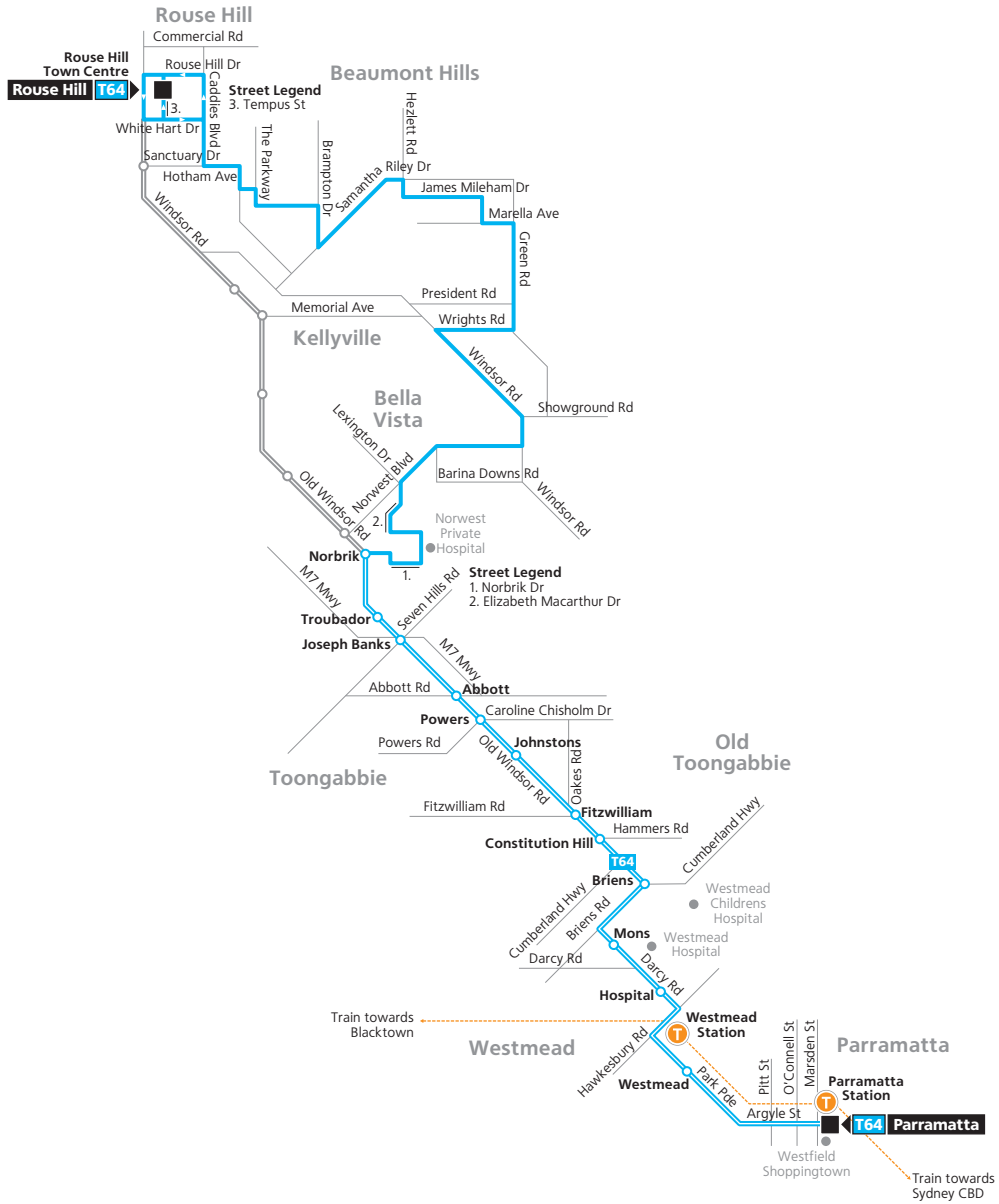 Rouse Hill
Commercial Rd
Rouse Hill
Town Centre
Rouse Hill T64
Rouse Hill Dr
Caddies Blvd
3.
Street Legend
3. Tempus St
Beaumont Hills
White Hart Dr
Sanctuary Dr
Hotham Ave
The Parkway
Brampton Dr
Samantha
Riley Dr
Hezlett Rd
James Mileham Dr
Marella Ave
Green Rd
Windsor Rd
President Rd
Memorial Ave
Wrights Rd
Kellyville
Windsor Rd
Showground Rd
Bella
Vista
Lexington Dr
Norwest Blvd
Barina Downs Rd
Windsor Rd
Old Windsor Rd
2.
Norwest
Private
Hospital
Norbrik
1.
Street Legend
1. Norbrik Dr
2. Elizabeth Macarthur Dr
M7 Mwy
Seven Hills Rd
Troubador
Joseph Banks
M7 Mwy
Abbott Rd
Abbott
Powers
Caroline Chisholm Dr
Powers Rd
Johnstons
Old Windsor Rd
Oakes Rd
Toongabbie
Old
Toongabbie
Fitzwilliam Rd
Fitzwilliam
Hammers Rd
Constitution Hill
T64
Cumberland Hwy
Briens
Cumberland Hwy
Briens Rd
Westmead
Childrens
Hospital
Mons
Westmead
Hospital
Darcy Rd
Darcy Rd
Hospital
Train towards
Blacktown
Westmead
Station
T
Westmead
Hawkesbury Rd
Westmead
Park Pde
Pitt St
O'Connell St
Marsden St
Parramatta
Parramatta
Station
T
Argyle St
T64 Parramatta
Westfield
Shoppingtown
Train towards
Sydney CBD